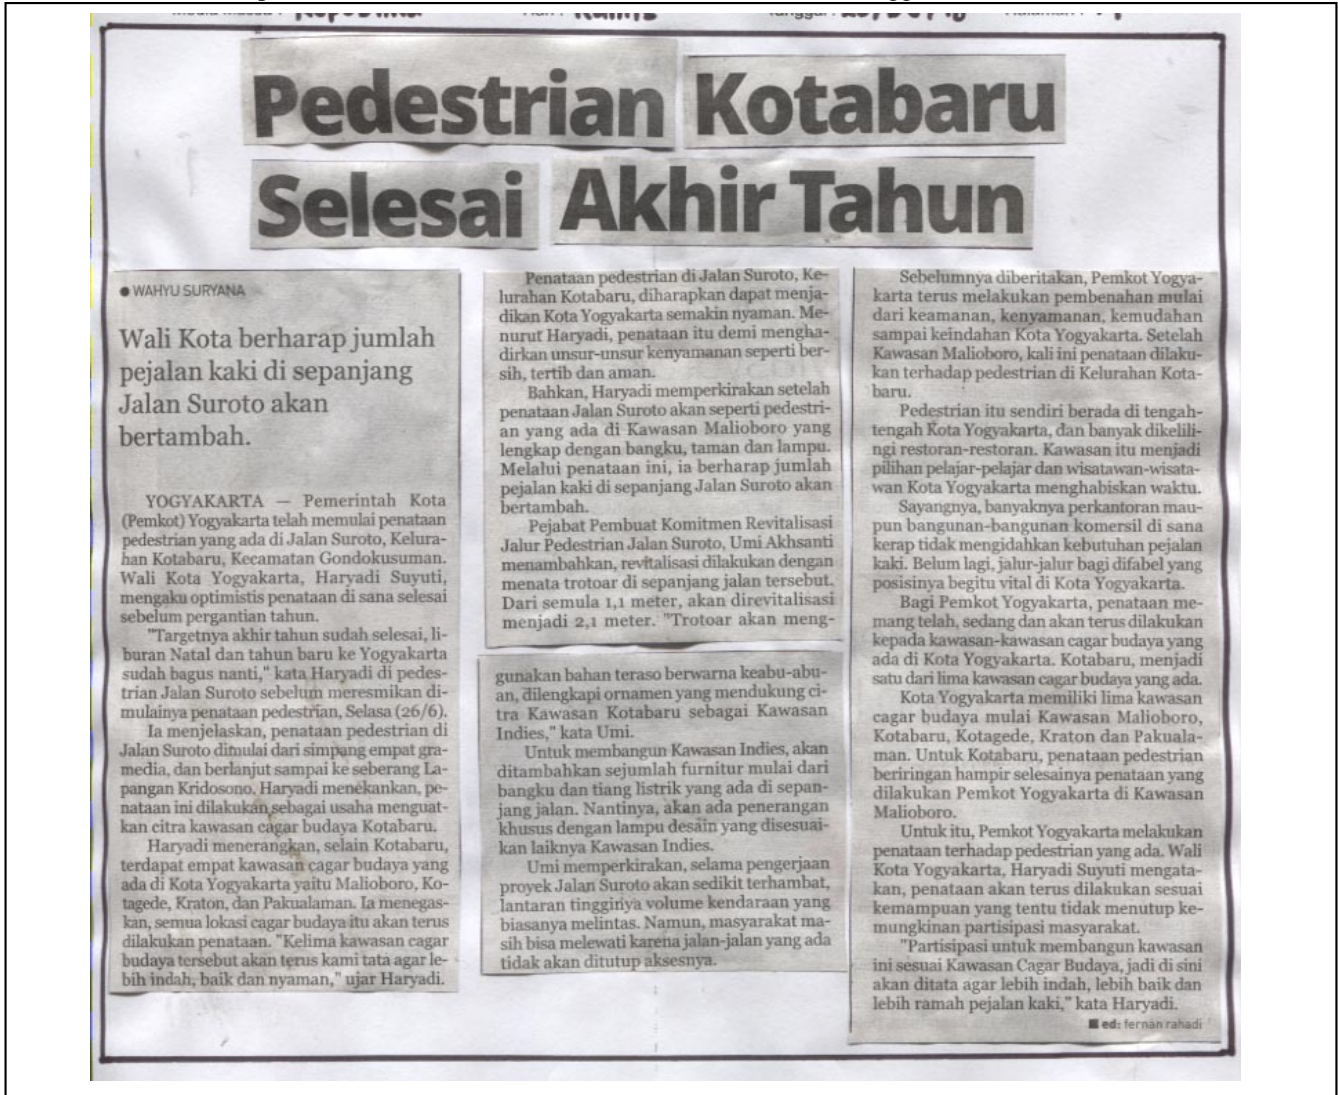 Pedestrian Kotabaru
Selesai Akhir Tahun
● WAHYU SURYANA
Wali Kota berharap jumlah
pejalan kaki di sepanjang
Jalan Suroto akan
bertambah.
YOGYAKARTA — Pemerintah Kota
(Pemkot) Yogyakarta telah memulai penataan
pedestrian yang ada di Jalan Suroto, Kelura-
han Kotabaru, Kecamatan Gondokusuman.
Wali Kota Yogyakarta, Haryadi Suyuti,
mengaku optimistis penataan di sana selesai
sebelum pergantian tahun.
"Targetnya akhir tahun sudah selesai, li-
buran Natal dan tahun baru ke Yogyakarta
sudah bagus nanti," kata Haryadi di pedes-
trian Jalan Suroto sebelum meresmikan di-
mulainya penataan pedestrian, Selasa (26/6).
Ia menjelaskan, penataan pedestrian di
Jalan Suroto dimulai dari simpang empat gra-
media, dan berlanjut sampai ke seberang La-
pangan Kridosono. Haryadi menekankan, pe-
nataan ini dilakukan sebagai usaha menguat-
kan citra kawasan cagar budaya Kotabaru.
Haryadi menerangkan, selain Kotabaru,
terdapat empat kawasan cagar budaya yang
ada di Kota Yogyakarta yaitu Malioboro, Ko-
tagede, Kraton, dan Pakualaman. Ia menegas-
kan, semua lokasi cagar budaya itu akan terus
dilakukan penataan. "Kelima kawasan cagar
budaya tersebut akan terus kami tata agar le-
bih indah, baik dan nyaman," ujar Haryadi.
Penataan pedestrian di Jalan Suroto, Ke-
lurahan Kotabaru, diharapkan dapat menja-
dikan Kota Yogyakarta semakin nyaman. Me-
nurut Haryadi, penataan itu demi mengha-
dirkan unsur-unsur kenyamanan seperti ber-
sih, tertib dan aman.
Bahkan, Haryadi memperkirakan setelah
penataan Jalan Suroto akan seperti pedestri-
an yang ada di Kawasan Malioboro yang
lengkap dengan bangku, taman dan lampu.
Melalui penataan ini, ia berharap jumlah
pejalan kaki di sepanjang Jalan Suroto akan
bertambah.
Pejabat Pembuat Komitmen Revitalisasi
Jalur Pedestrian Jalan Suroto, Umi Akhsanti
menambahkan, revitalisasi dilakukan dengan
menata trotoar di sepanjang jalan tersebut.
Dari semula 1,1 meter, akan direvitalisasi
menjadi 2,1 meter. "Trotoar akan meng-
gunakan bahan teraso berwarna keabu-abu-
an, dilengkapi ornamen yang mendukung ci-
tra Kawasan Kotabaru sebagai Kawasan
Indies," kata Umi.
Untuk membangun Kawasan Indies, akan
ditambahkan sejumlah furnitur mulai dari
bangku dan tiang listrik yang ada di sepan-
jang jalan. Nantinya, akan ada penerangan
khusus dengan lampu desain yang disesuai-
kan laiknya Kawasan Indies.
Umi memperkirakan, selama pengerjaan
proyek Jalan Suroto akan sedikit terhambat,
lantaran tingginya volume kendaraan yang
biasanya melintas. Namun, masyarakat ma-
sih bisa melewati karena jalan-jalan yang ada
tidak akan ditutup aksesnya.
Sebelumnya diberitakan, Pemkot Yogya-
karta terus melakukan pembenahan mulai
dari keamanan, kenyamanan, kemudahan
sampai keindahan Kota Yogyakarta. Setelah
Kawasan Malioboro, kali ini penataan dilaku-
kan terhadap pedestrian di Kelurahan Kota-
baru.
Pedestrian itu sendiri berada di tengah-
tengah Kota Yogyakarta, dan banyak dikelili-
ngi restoran-restoran. Kawasan itu menjadi
pilihan pelajar-pelajar dan wisatawan-wisata-
wan Kota Yogyakarta menghabiskan waktu.
Sayangnya, banyaknya perkantoran mau-
pun bangunan-bangunan komersil di sana
kerap tidak mengidahkan kebutuhan pejalan
kaki. Belum lagi, jalur-jalur bagi difabel yang
posisinya begitu vital di Kota Yogyakarta.
Bagi Pemkot Yogyakarta, penataan me-
mang telah, sedang dan akan terus dilakukan
kepada kawasan-kawasan cagar budaya yang
ada di Kota Yogyakarta. Kotabaru, menjadi
satu dari lima kawasan cagar budaya yang ada.
Kota Yogyakarta memiliki lima kawasan
cagar budaya mulai Kawasan Malioboro,
Kotabaru, Kotagede, Kraton dan Pakuala-
man. Untuk Kotabaru, penataan pedestrian
beriringan hampir selesainya penataan yang
dilakukan Pemkot Yogyakarta di Kawasan
Malioboro.
Untuk itu, Pemkot Yogyakarta melakukan
penataan terhadap pedestrian yang ada. Wali
Kota Yogyakarta, Haryadi Suyuti mengata-
kan, penataan akan terus dilakukan sesuai
kemampuan yang tentu tidak menutup ke-
mungkinan partisipasi masyarakat.
"Partisipasi untuk membangun kawasan
ini sesuai Kawasan Cagar Budaya, jadi di sini
akan ditata agar lebih indah, lebih baik dan
lebih ramah pejalan kaki," kata Haryadi.
■ ed: fernan rahadi